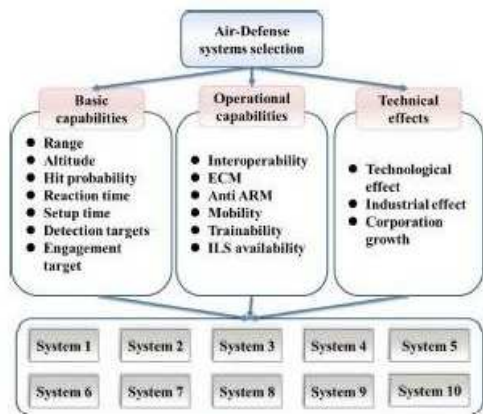 Air-Defense
systems selection
Basic
capabilities
Operational
capabilities
Technical
effects
Range
Altitude
Hit probability
Reaction time
Setup time
Detection targets
Engagement
target
Interoperability
ECM
Anti ARM
Mobility
Trainability
ILS availability
Technological
effect
Industrial effect
Corporation
growth
System 1
System 2
System 3
System 4
System 5
System 6
System 7
System 8
System 9
System 10